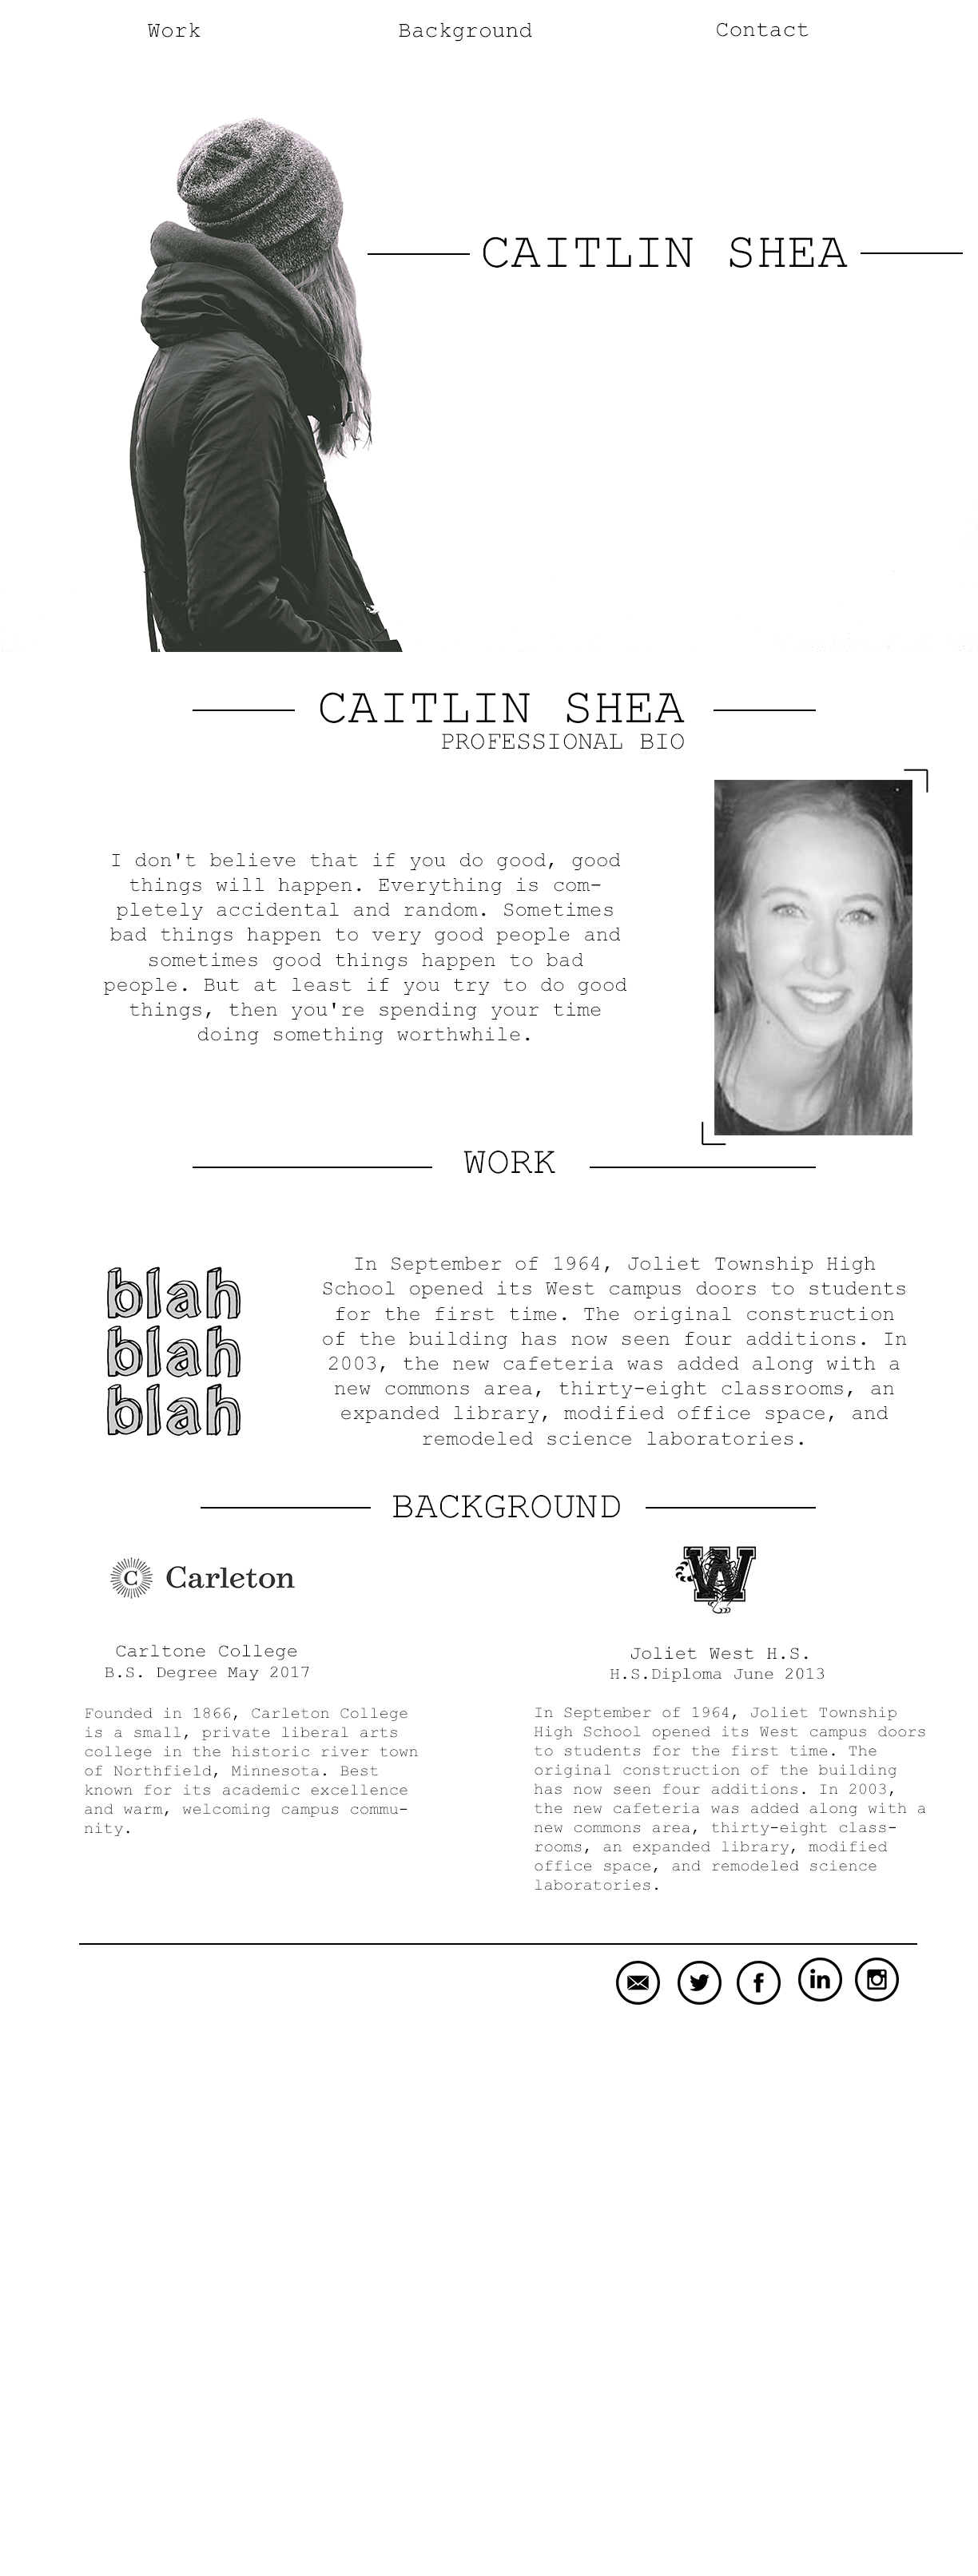 Work Background Contact
CAITLIN SHEA
CAITLIN SHEA
PROFESSIONAL BIO
I don't believe that if you do good, good
things will happen. Everything is com-
pletely accidental and random. Sometimes
bad things happen to very good people and
sometimes good things happen to bad
people. But at least if you try to do good
things, then you're spending your time
doing something worthwhile.
WORK
blah
blah
blah
In September of 1964, Joliet Township High
School opened its West campus doors to students
for the first time. The original construction
of the building has now seen four additions. In
2003, the new cafeteria was added along with a
new commons area, thirty-eight classrooms, an
expanded library, modified office space, and
remodeled science laboratories.
BACKGROUND
C Carleton
Carltone College
B.S. Degree May 2017
Founded in 1866, Carleton College
is a small, private liberal arts
college in the historic river town
of Northfield, Minnesota. Best
known for its academic excellence
and warm, welcoming campus commu-
nity.
W
Joliet West H.S.
H.S.Diploma June 2013
In September of 1964, Joliet Township
High School opened its West campus doors
to students for the first time. The
original construction of the building
has now seen four additions. In 2003,
the new cafeteria was added along with a
new commons area, thirty-eight class-
rooms, an expanded library, modified
office space, and remodeled science
laboratories.
f in